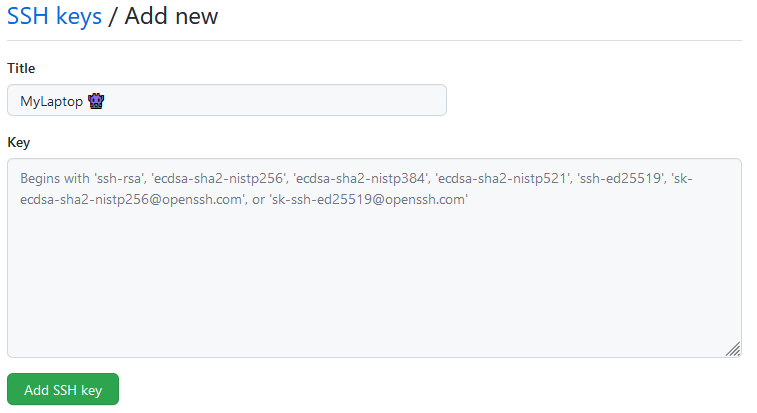 SSH keys / Add new
Title
MyLaptop 👾
Key
Begins with 'ssh-rsa', 'ecdsa-sha2-nistp256', 'ecdsa-sha2-nistp384', 'ecdsa-sha2-nistp521', 'ssh-ed25519', 'sk-
ecdsa-sha2-nistp256@openssh.com', or 'sk-ssh-ed25519@openssh.com'
Add SSH key